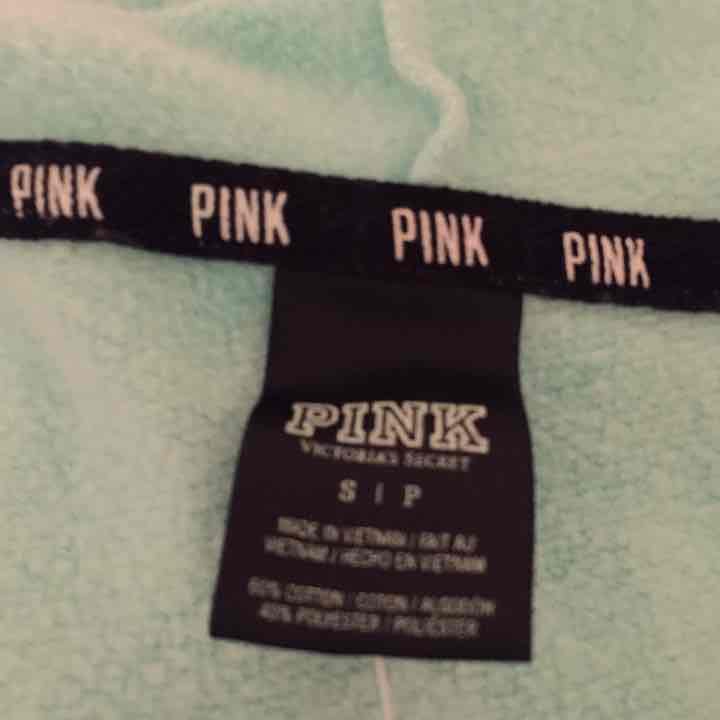 PINK PINK PINK PINK
PINK
VICTORIA'S SECRET
S | P
MADE IN VIETNAM / FAIT AU
VIETNAM / HECHO EN VIETNAM
60% COTTON / COTON / ALGODÓN
40% POLYESTER / POLIÉSTER